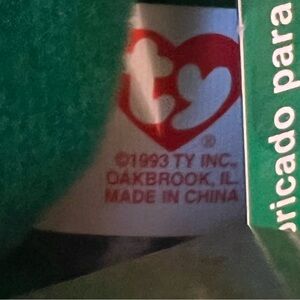 ty
®
©1993 TY INC.,
OAKBROOK, IL.
MADE IN CHINA
ricado para